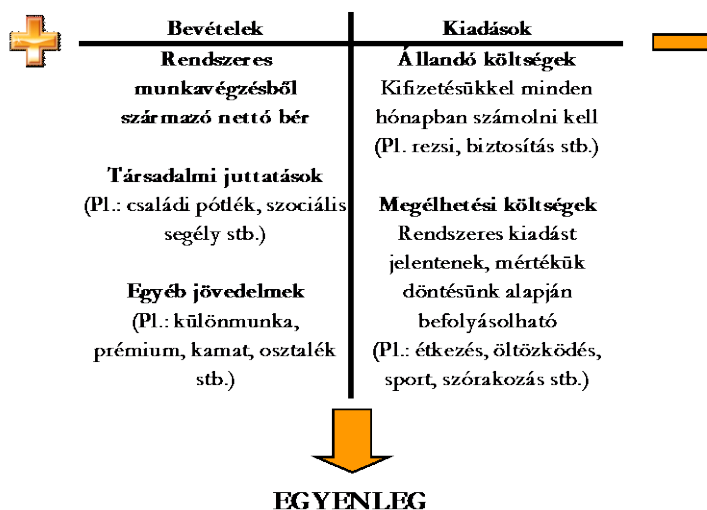 Bevételek
Rendszeres
munkavégzésből
származó nettó bér
Társadalmi juttatások
(Pl.: családi pótlék, szociális
segély stb.)
Egyéb jövedelmek
(Pl.: különmunka,
prémium, kamat, osztalék
stb.)
Kiadások
Állandó költségek
Kifizetésükkel minden
hónapban számolni kell
(Pl. rezsi, biztosítás stb.)
Megélhetési költségek
Rendszeres kiadást
jelentenek, mértékük
döntésünk alapján
befolyásolható
(Pl.: étkezés, öltözködés,
sport, szórakozás stb.)
EGYENLEG